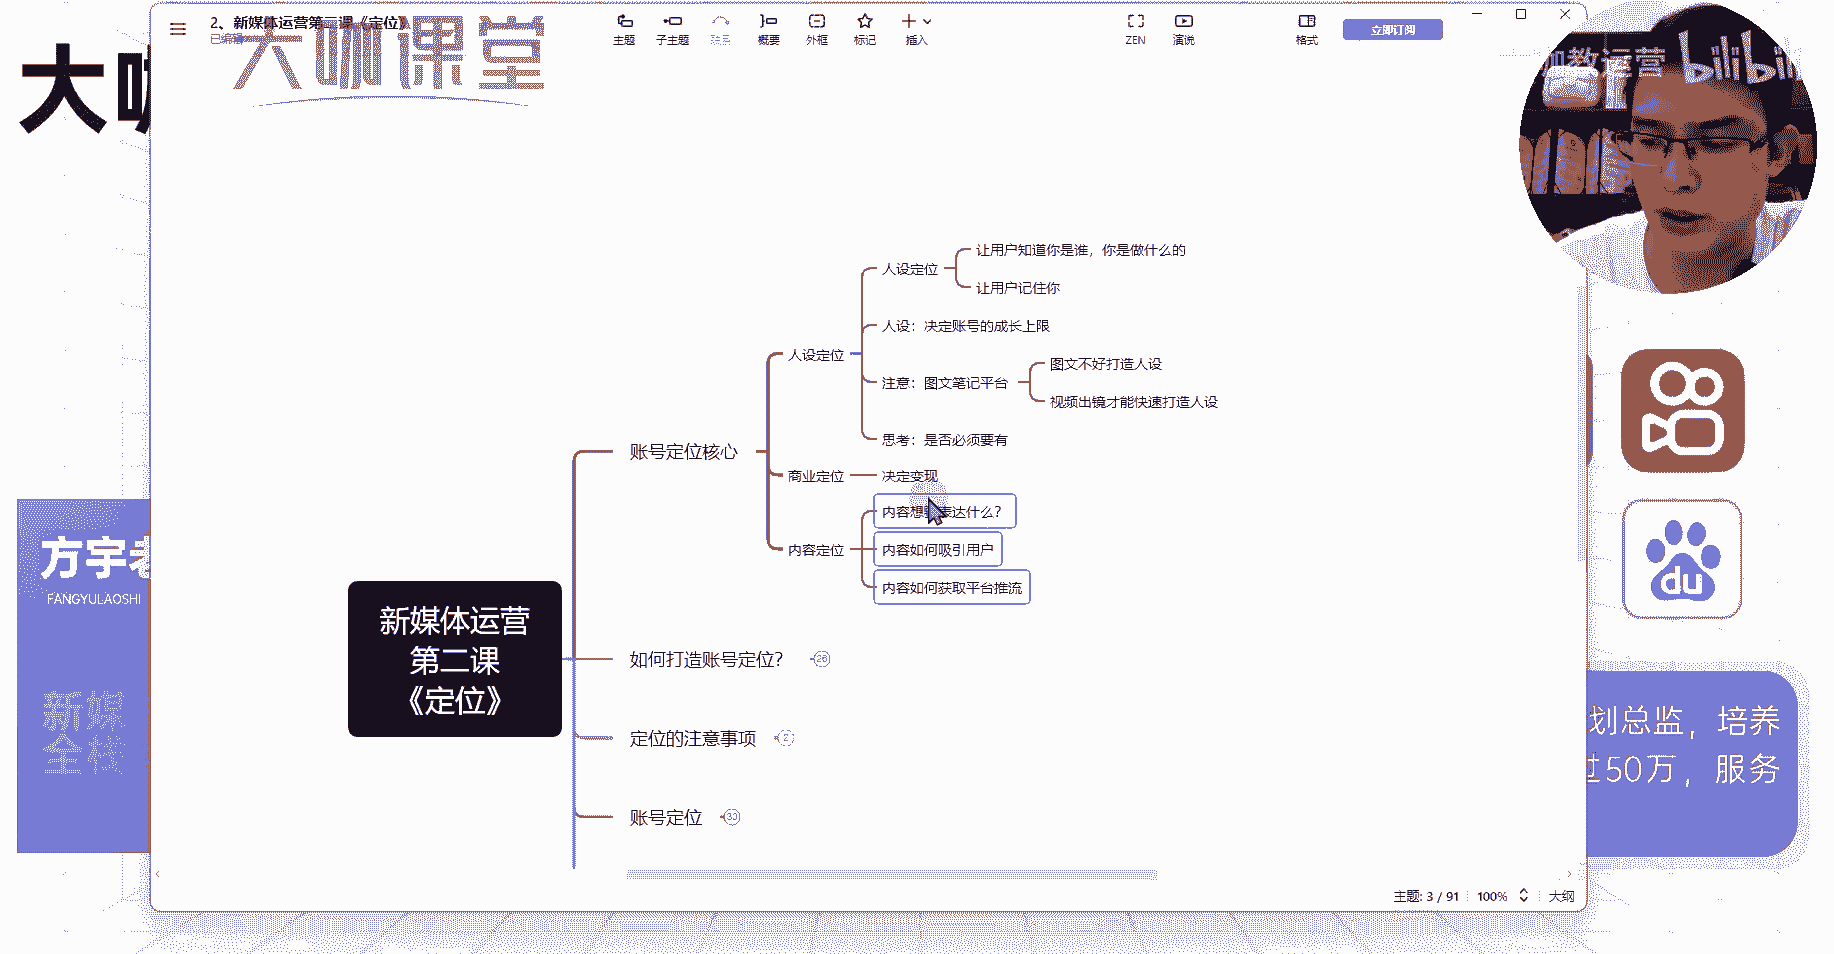 2、新媒体运营第二课《定位》
已编辑
大咖课堂
主题
子主题
联系
概要
外框
标记
插入
ZEN
演说
格式
立即订阅
咖教运营
bilibili
大咖
人设定位
让用户知道你是谁，你是做什么的
让用户记住你
人设：决定账号的成长上限
人设定位
注意：图文笔记平台
图文不好打造人设
视频出镜才能快速打造人设
思考：是否必须要有
账号定位核心
商业定位
决定变现
内容想要表达什么？
内容定位
内容如何吸引用户
内容如何获取平台推流
新媒体运营
第二课
《定位》
如何打造账号定位？
26
定位的注意事项
2
账号定位
33
方宇老
FANGYULAOSHI
新媒
全栈
du
划总监，培养
过50万，服务
主题: 3 / 91
100%
大纲